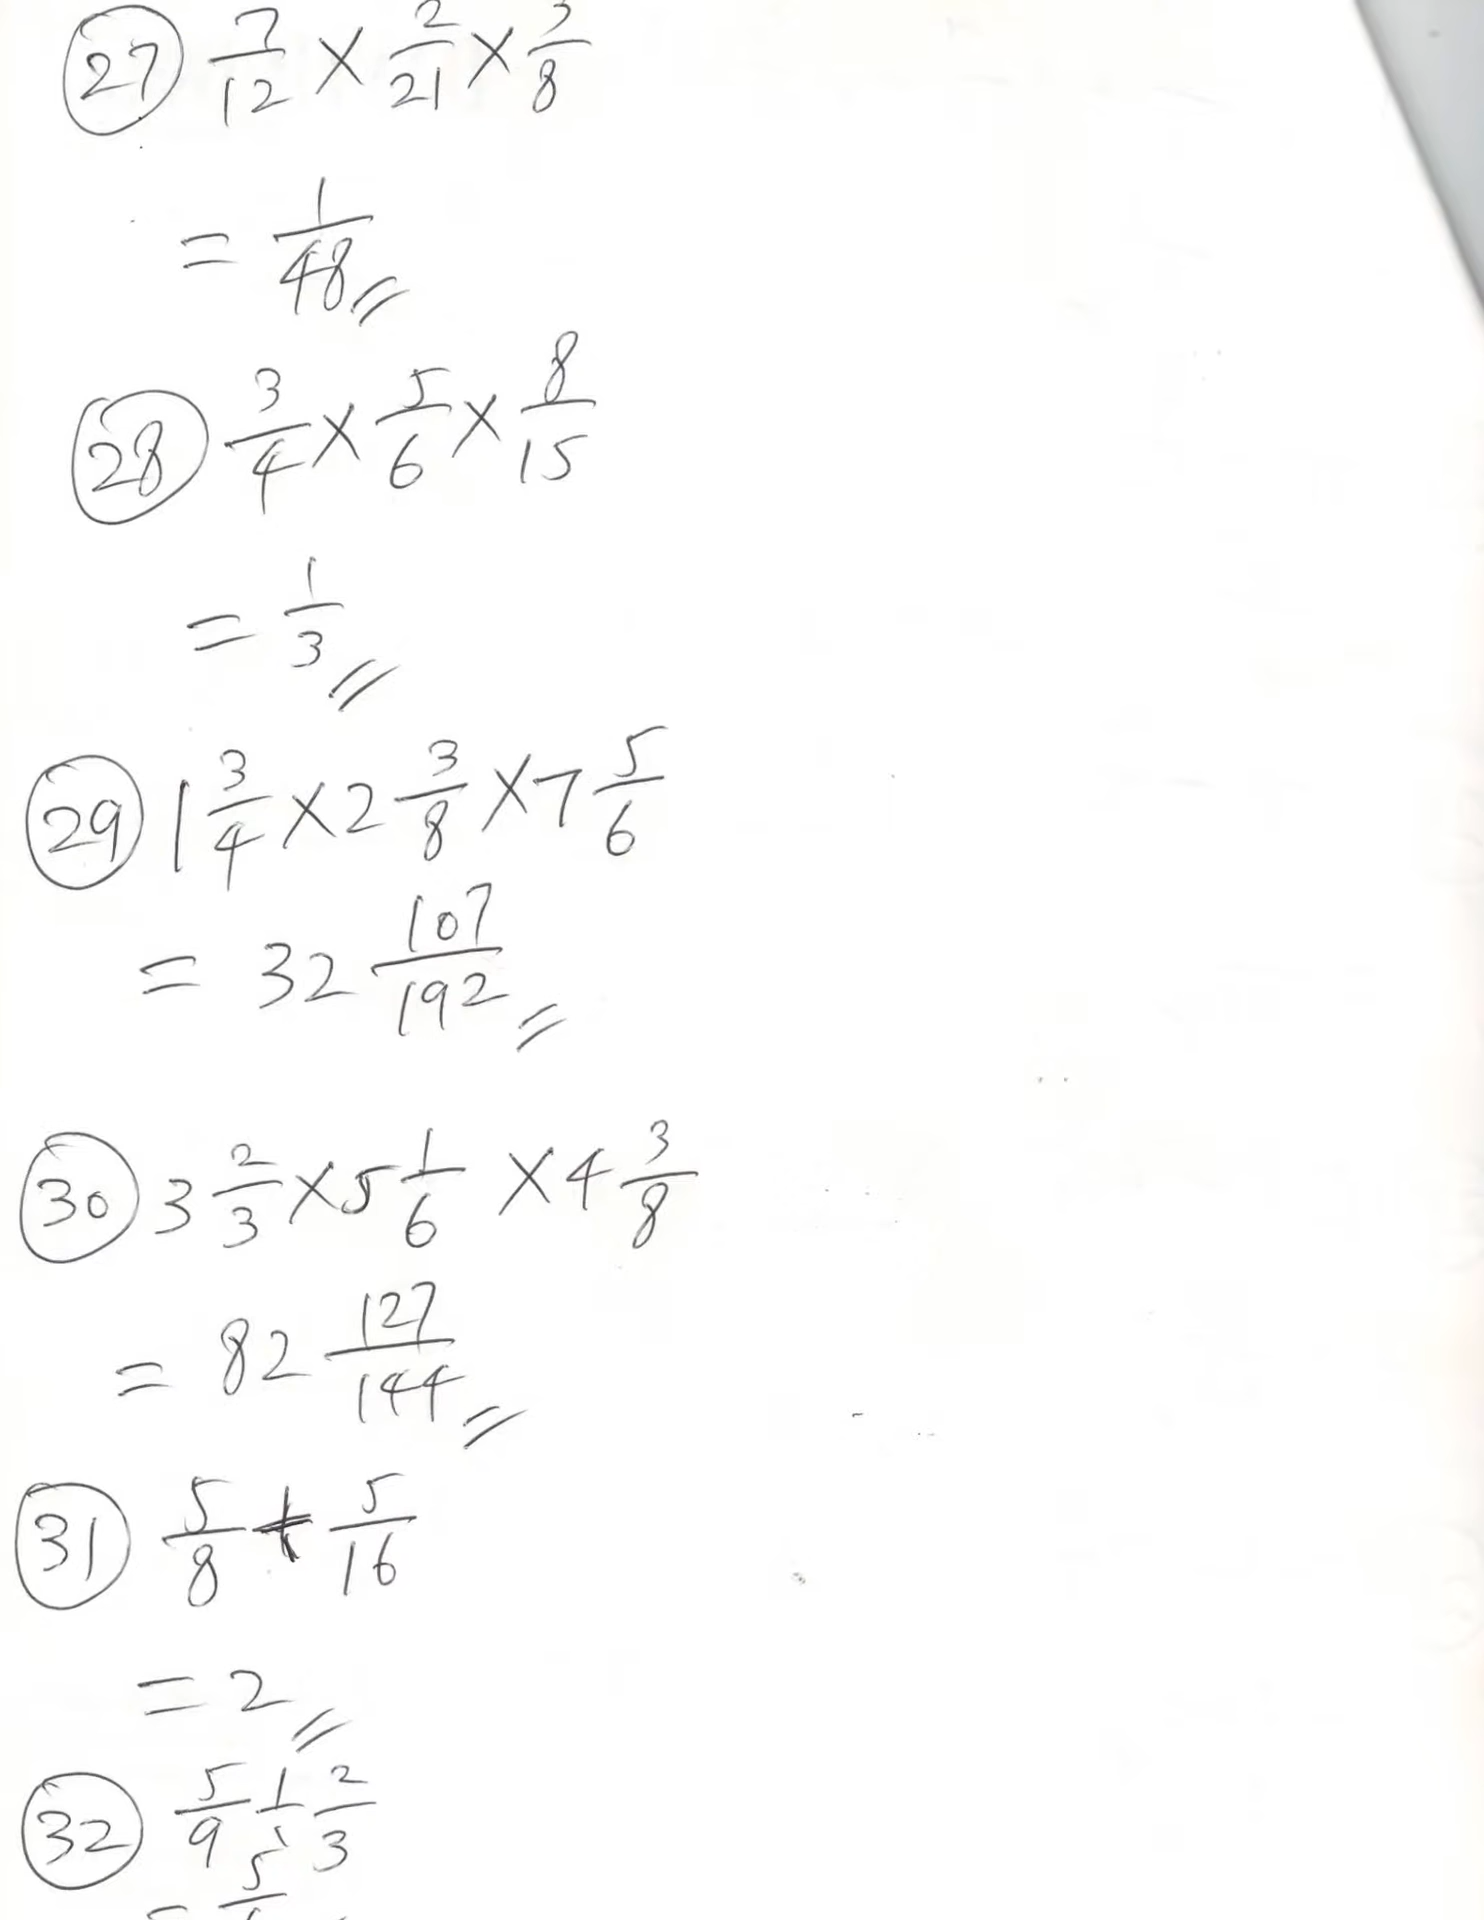 27 7/12 × 2/21 × 3/8
= 1/48
28 3/4 × 5/6 × 8/15
= 1/3
29 1 3/4 × 2 3/8 × 7 5/6
= 32 107/192
30 3 2/3 × 5 1/6 × 4 3/8
= 82 127/144
31 5/8 ÷ 5/16
= 2
32 5/9 ÷ 2/3
= 5/